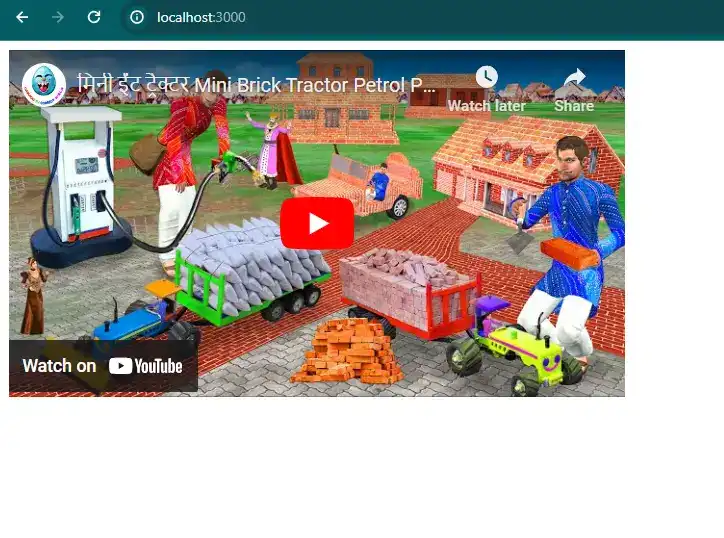 localhost:3000
मिनी ईंट टेक्टर Mini Brick Tractor Petrol P...
Watch later
Share
Watch on YouTube